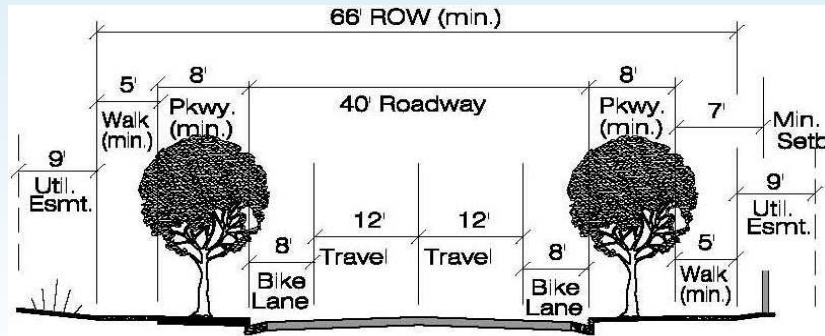 66' ROW (min.)
5'
Walk
(min.)
8'
Pkwy.
(min.)
40' Roadway
8'
Pkwy.
(min.)
7'
Min.
9'
Util.
Esmt.
8'
Bike
Lane
12'
Travel
12'
Travel
8'
Bike
Lane
5'
Walk
(min.)
9'
Util.
Esmt.